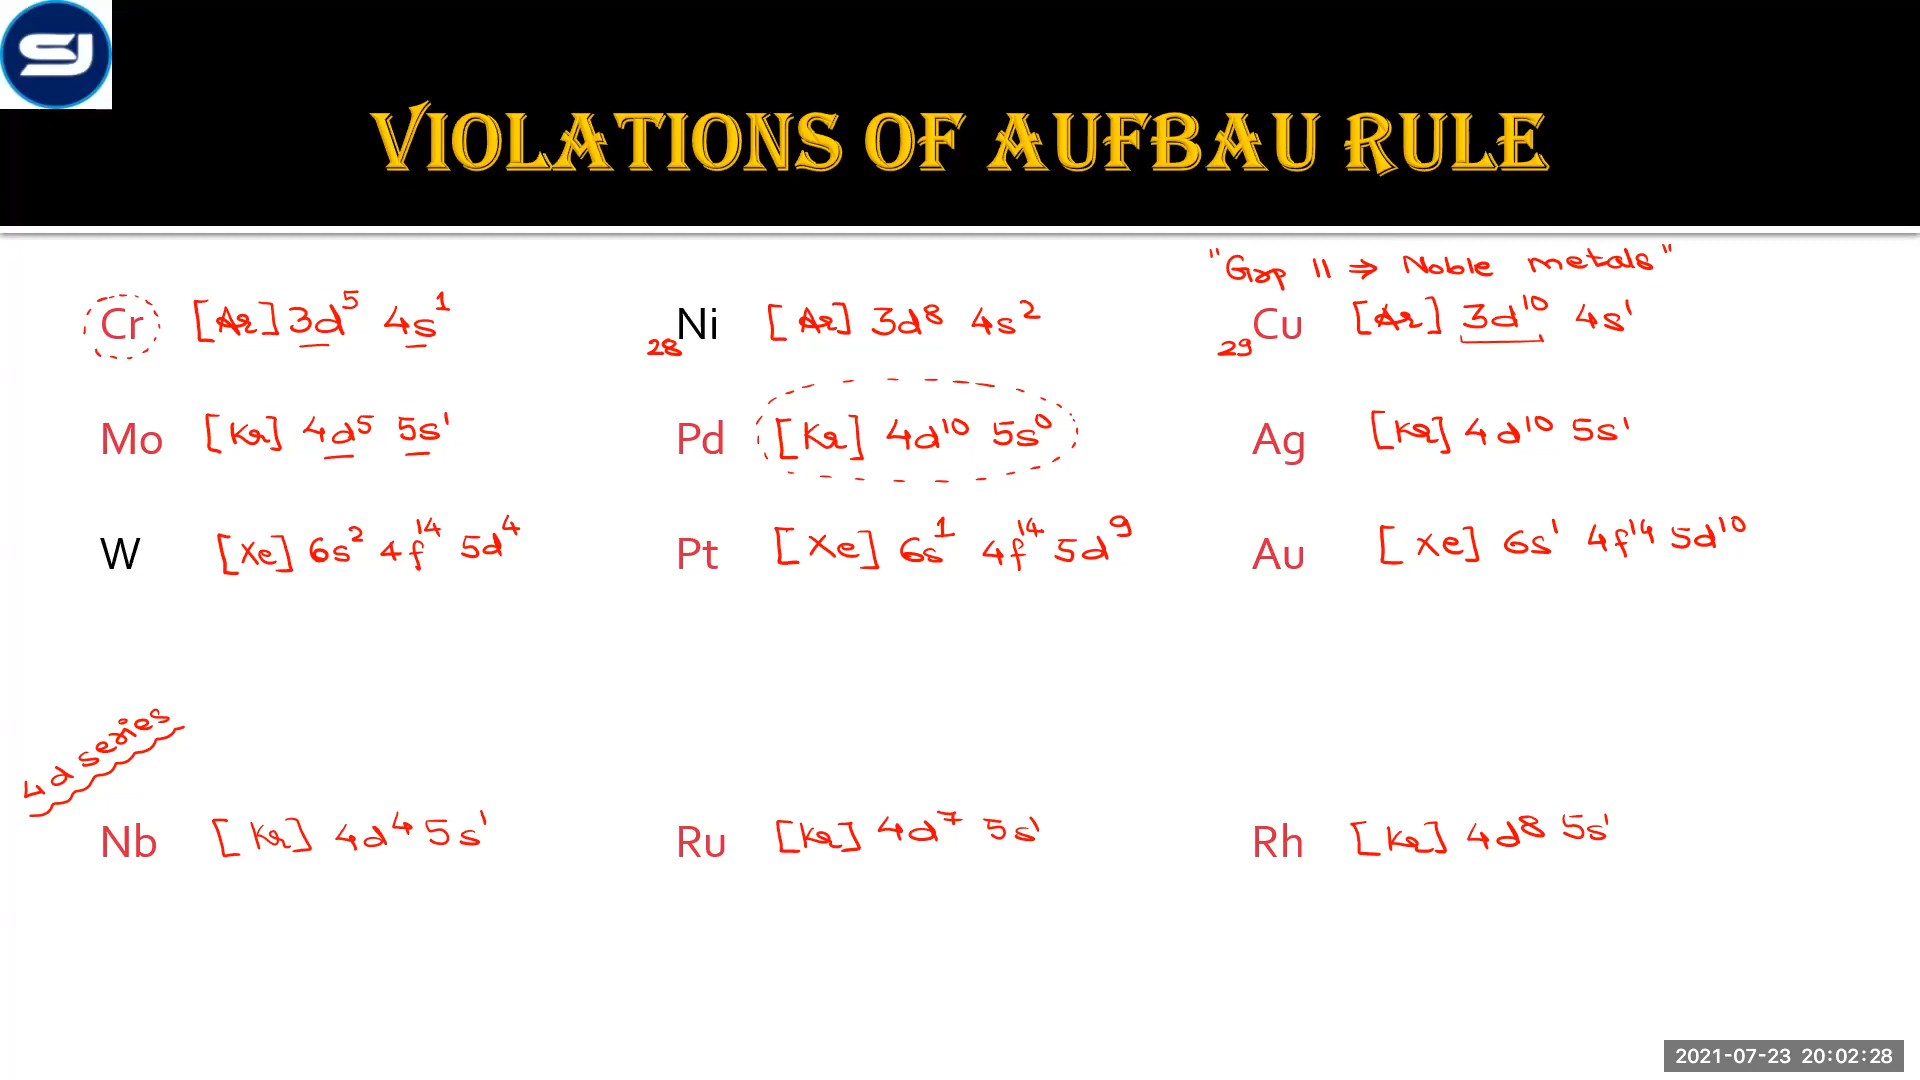 SJ
VIOLATIONS OF AUFBAU RULE
"Grp 11 ⇒ Noble metals"
Cr [Ar] 3d⁵ 4s¹
28Ni [Ar] 3d⁸ 4s²
29Cu [Ar] 3d¹⁰ 4s¹
Mo [Kr] 4d⁵ 5s¹
Pd [Kr] 4d¹⁰ 5s⁰
Ag [Kr] 4d¹⁰ 5s¹
W [Xe] 6s² 4f¹⁴ 5d⁴
Pt [Xe] 6s¹ 4f¹⁴ 5d⁹
Au [Xe] 6s¹ 4f¹⁴ 5d¹⁰
4d series
Nb [Kr] 4d⁴ 5s¹
Ru [Kr] 4d⁷ 5s¹
Rh [Kr] 4d⁸ 5s¹
2021-07-23 20:02:28